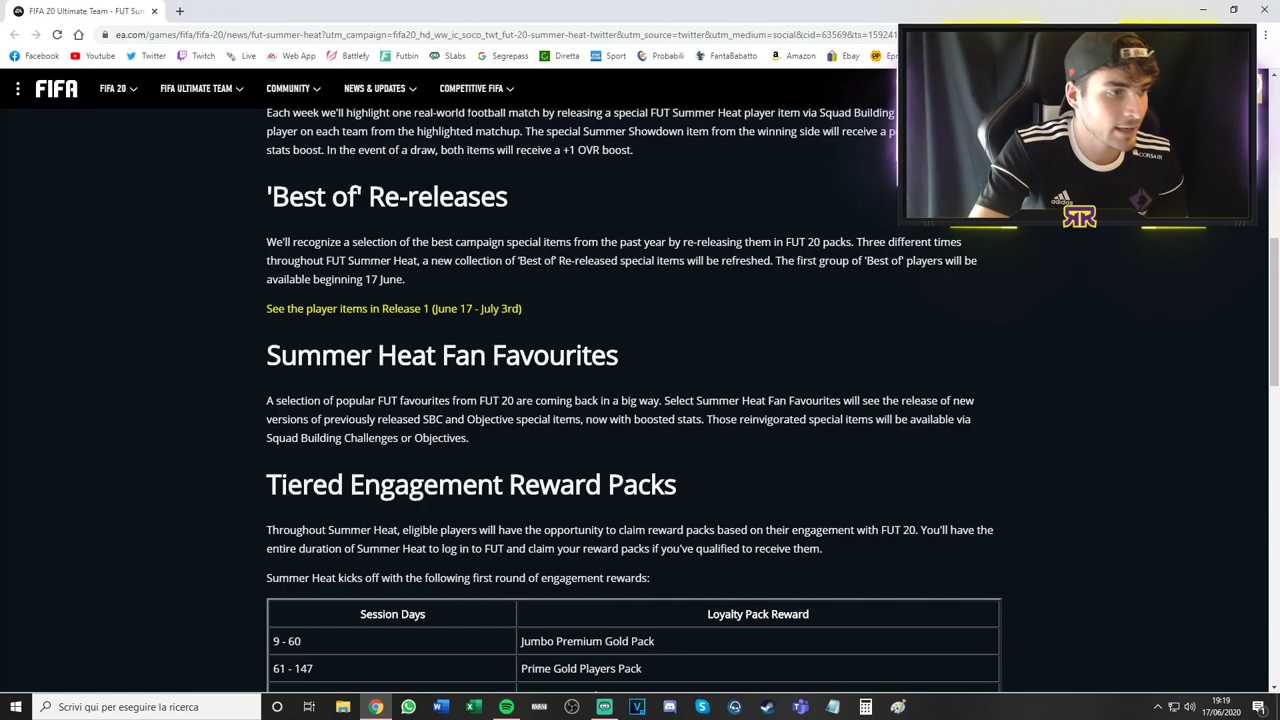 FIFA 20 Ultimate Team - FUT Sum
ea.com/games/fifa/fifa-20/news/fut-summer-heat?utm_campaign=fifa20_hd_ww_ic_soco_twt_fut-20-summer-heat-twitter&utm_source=twitter&utm_medium=social&cid=63569&ts=159241
Facebook Youtube Twitter Twitch Live SLabs Segrepass Futbin Battlefy Diretta Sport Probabili FantaBabatto Amazon Ebay
FIFA FIFA 20 FIFA ULTIMATE TEAM COMMUNITY NEWS & UPDATES COMPETITIVE FIFA
Each week we'll highlight one real-world football match by releasing a special FUT Summer Heat player item via Squad Building
player on each team from the highlighted matchup. The special Summer Showdown item from the winning side will receive a
stats boost. In the event of a draw, both items will receive a +1 OVR boost.
adidas
CORSAIR
'Best of' Re-releases
We'll recognize a selection of the best campaign special items from the past year by re-releasing them in FUT 20 packs. Three different times
throughout FUT Summer Heat, a new collection of 'Best of' Re-released special items will be refreshed. The first group of 'Best of' players will be
available beginning 17 June.
See the player items in Release 1 (June 17 - July 3rd)
Summer Heat Fan Favourites
A selection of popular FUT favourites from FUT 20 are coming back in a big way. Select Summer Heat Fan Favourites will see the release of new
versions of previously released SBC and Objective special items, now with boosted stats. Those reinvigorated special items will be available via
Squad Building Challenges or Objectives.
Tiered Engagement Reward Packs
Throughout Summer Heat, eligible players will have the opportunity to claim reward packs based on their engagement with FUT 20. You'll have the
entire duration of Summer Heat to log in to FUT and claim your reward packs if you've qualified to receive them.
Summer Heat kicks off with the following first round of engagement rewards:
Session Days Loyalty Pack Reward
9 - 60 Jumbo Premium Gold Pack
61 - 147 Prime Gold Players Pack
Scrivi qui per eseguire la ricerca
19:19
17/06/2020